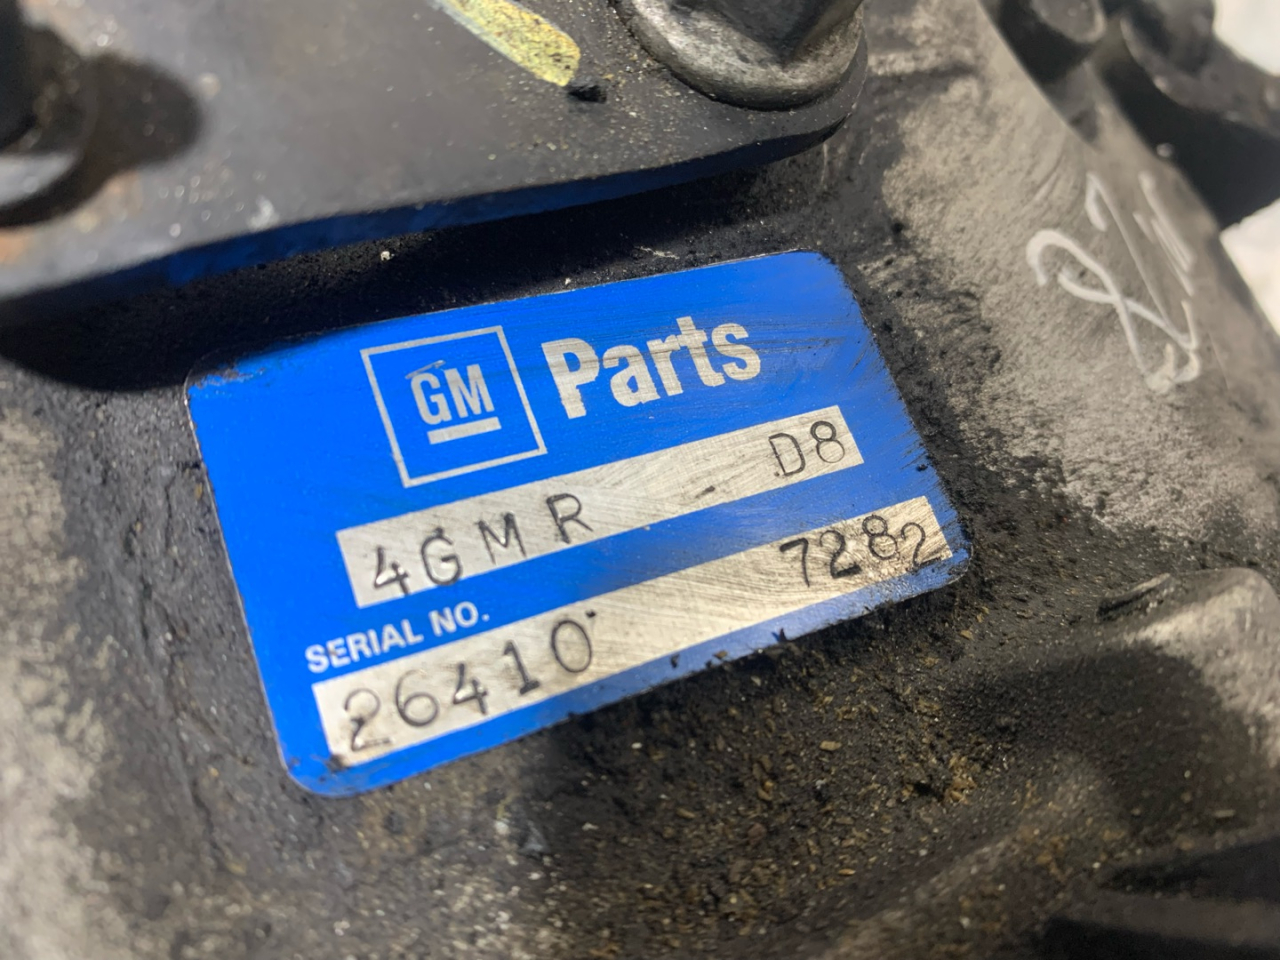 GM Parts
4GMR D8
SERIAL NO. 7282
26410